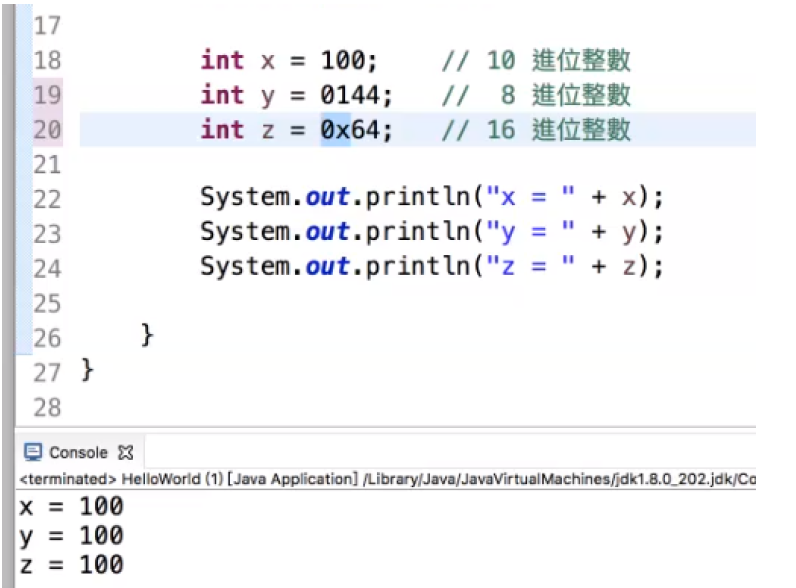 17
18 int x = 100; // 10 進位整數
19 int y = 0144; // 8 進位整數
20 int z = 0x64; // 16 進位整數
21
22 System.out.println("x = " + x);
23 System.out.println("y = " + y);
24 System.out.println("z = " + z);
25
26 }
27 }
28
Console
<terminated> HelloWorld (1) [Java Application] /Library/Java/JavaVirtualMachines/jdk1.8.0_202.jdk/Co
x = 100
y = 100
z = 100